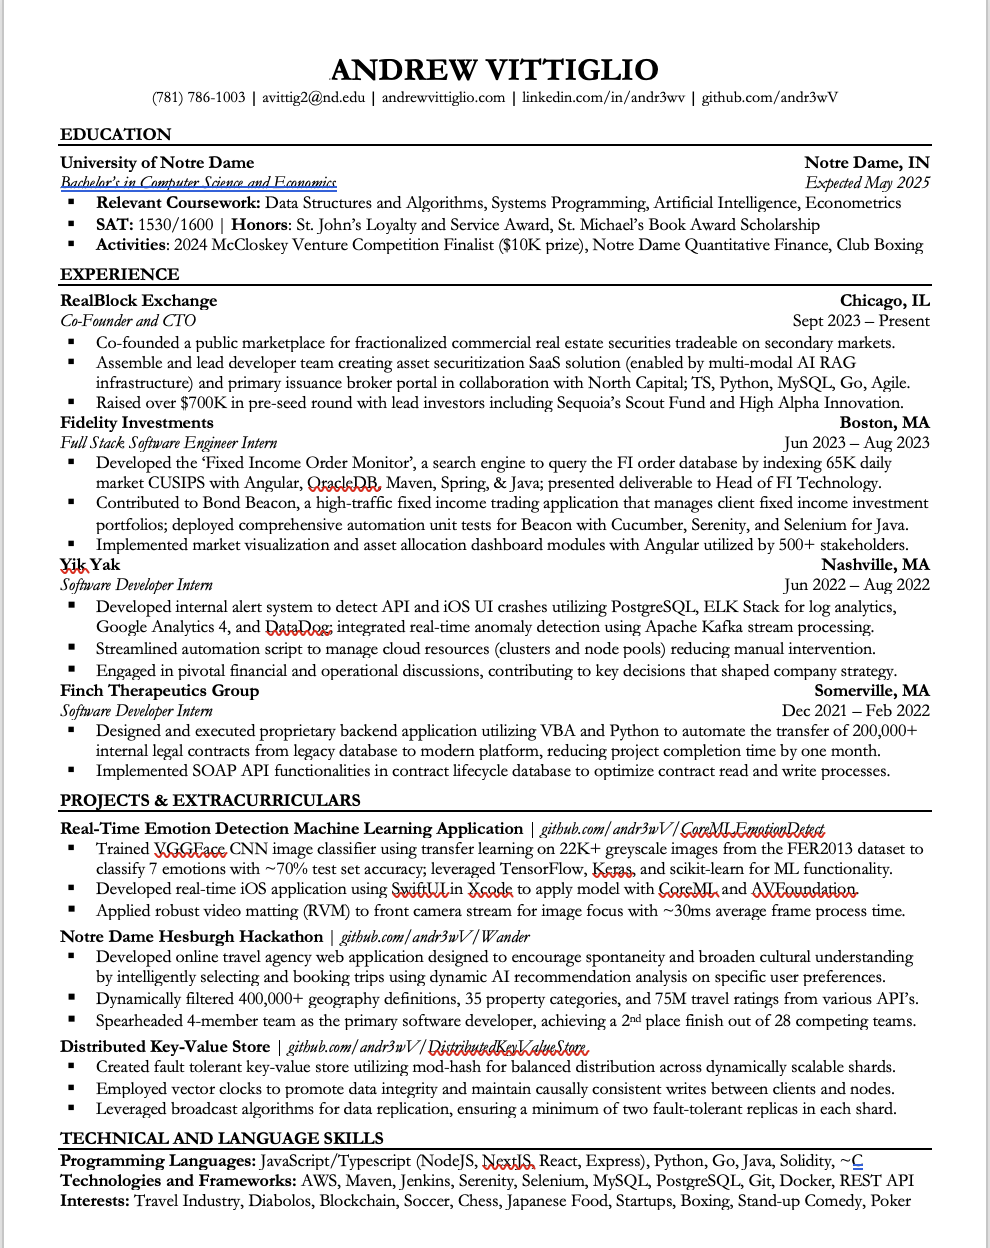 ANDREW VITTIGLIO
(781) 786-1003 | avittig2@nd.edu | andrewvittiglio.com | linkedin.com/in/andr3wv | github.com/andr3wV
EDUCATION
University of Notre Dame Notre Dame, IN
Bachelor's in Computer Science and Economics Expected May 2025
▪ Relevant Coursework: Data Structures and Algorithms, Systems Programming, Artificial Intelligence, Econometrics
▪ SAT: 1530/1600 | Honors: St. John's Loyalty and Service Award, St. Michael's Book Award Scholarship
▪ Activities: 2024 McCloskey Venture Competition Finalist ($10K prize), Notre Dame Quantitative Finance, Club Boxing
EXPERIENCE
RealBlock Exchange Chicago, IL
Co-Founder and CTO Sept 2023 – Present
▪ Co-founded a public marketplace for fractionalized commercial real estate securities tradeable on secondary markets.
▪ Assemble and lead developer team creating asset securitization SaaS solution (enabled by multi-modal AI RAG
infrastructure) and primary issuance broker portal in collaboration with North Capital; TS, Python, MySQL, Go, Agile.
▪ Raised over $700K in pre-seed round with lead investors including Sequoia's Scout Fund and High Alpha Innovation.
Fidelity Investments Boston, MA
Full Stack Software Engineer Intern Jun 2023 – Aug 2023
▪ Developed the ‘Fixed Income Order Monitor’, a search engine to query the FI order database by indexing 65K daily
market CUSIPS with Angular, OracleDB, Maven, Spring, & Java; presented deliverable to Head of FI Technology.
▪ Contributed to Bond Beacon, a high-traffic fixed income trading application that manages client fixed income investment
portfolios; deployed comprehensive automation unit tests for Beacon with Cucumber, Serenity, and Selenium for Java.
▪ Implemented market visualization and asset allocation dashboard modules with Angular utilized by 500+ stakeholders.
Yik Yak Nashville, MA
Software Developer Intern Jun 2022 – Aug 2022
▪ Developed internal alert system to detect API and iOS UI crashes utilizing PostgreSQL, ELK Stack for log analytics,
Google Analytics 4, and DataDog; integrated real-time anomaly detection using Apache Kafka stream processing.
▪ Streamlined automation script to manage cloud resources (clusters and node pools) reducing manual intervention.
▪ Engaged in pivotal financial and operational discussions, contributing to key decisions that shaped company strategy.
Finch Therapeutics Group Somerville, MA
Software Developer Intern Dec 2021 – Feb 2022
▪ Designed and executed proprietary backend application utilizing VBA and Python to automate the transfer of 200,000+
internal legal contracts from legacy database to modern platform, reducing project completion time by one month.
▪ Implemented SOAP API functionalities in contract lifecycle database to optimize contract read and write processes.
PROJECTS & EXTRACURRICULARS
Real-Time Emotion Detection Machine Learning Application | github.com/andr3wV/CoreMLEmotionDetect
▪ Trained VGGFace CNN image classifier using transfer learning on 22K+ greyscale images from the FER2013 dataset to
classify 7 emotions with ~70% test set accuracy; leveraged TensorFlow, Keras, and scikit-learn for ML functionality.
▪ Developed real-time iOS application using SwiftUI in Xcode to apply model with CoreML and AVFoundation.
▪ Applied robust video matting (RVM) to front camera stream for image focus with ~30ms average frame process time.
Notre Dame Hesburgh Hackathon | github.com/andr3wV/Wander
▪ Developed online travel agency web application designed to encourage spontaneity and broaden cultural understanding
by intelligently selecting and booking trips using dynamic AI recommendation analysis on specific user preferences.
▪ Dynamically filtered 400,000+ geography definitions, 35 property categories, and 75M travel ratings from various API's.
▪ Spearheaded 4-member team as the primary software developer, achieving a 2nd place finish out of 28 competing teams.
Distributed Key-Value Store | github.com/andr3wV/DistributedKeyValueStore
▪ Created fault tolerant key-value store utilizing mod-hash for balanced distribution across dynamically scalable shards.
▪ Employed vector clocks to promote data integrity and maintain causally consistent writes between clients and nodes.
▪ Leveraged broadcast algorithms for data replication, ensuring a minimum of two fault-tolerant replicas in each shard.
TECHNICAL AND LANGUAGE SKILLS
Programming Languages: JavaScript/Typescript (NodeJS, NextJS, React, Express), Python, Go, Java, Solidity, ~C
Technologies and Frameworks: AWS, Maven, Jenkins, Serenity, Selenium, MySQL, PostgreSQL, Git, Docker, REST API
Interests: Travel Industry, Diabolos, Blockchain, Soccer, Chess, Japanese Food, Startups, Boxing, Stand-up Comedy, Poker